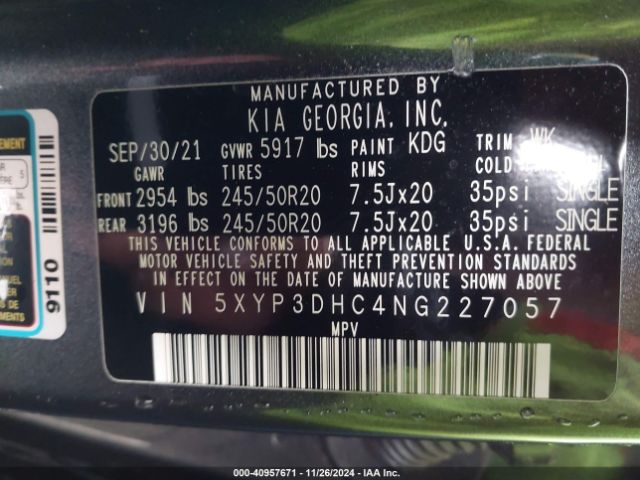 MANUFACTURED BY
KIA GEORGIA, INC.
SEP/30/21 GVWR 5917 lbs PAINT KDG TRIM WK
GAWR TIRES RIMS COLD
FRONT 2954 lbs 245/50R20 7.5Jx20 35psi SINGLE
REAR 3196 lbs 245/50R20 7.5Jx20 35psi SINGLE
THIS VEHICLE CONFORMS TO ALL APPLICABLE U.S.A. FEDERAL
MOTOR VEHICLE SAFETY AND THEFT PREVENTION STANDARDS
IN EFFECT ON THE DATE OF MANUFACTURE SHOWN ABOVE.
VIN 5XYP3DHC4NG227057
MPV
9110
000-40957671 - 11/26/2024 - IAA Inc.